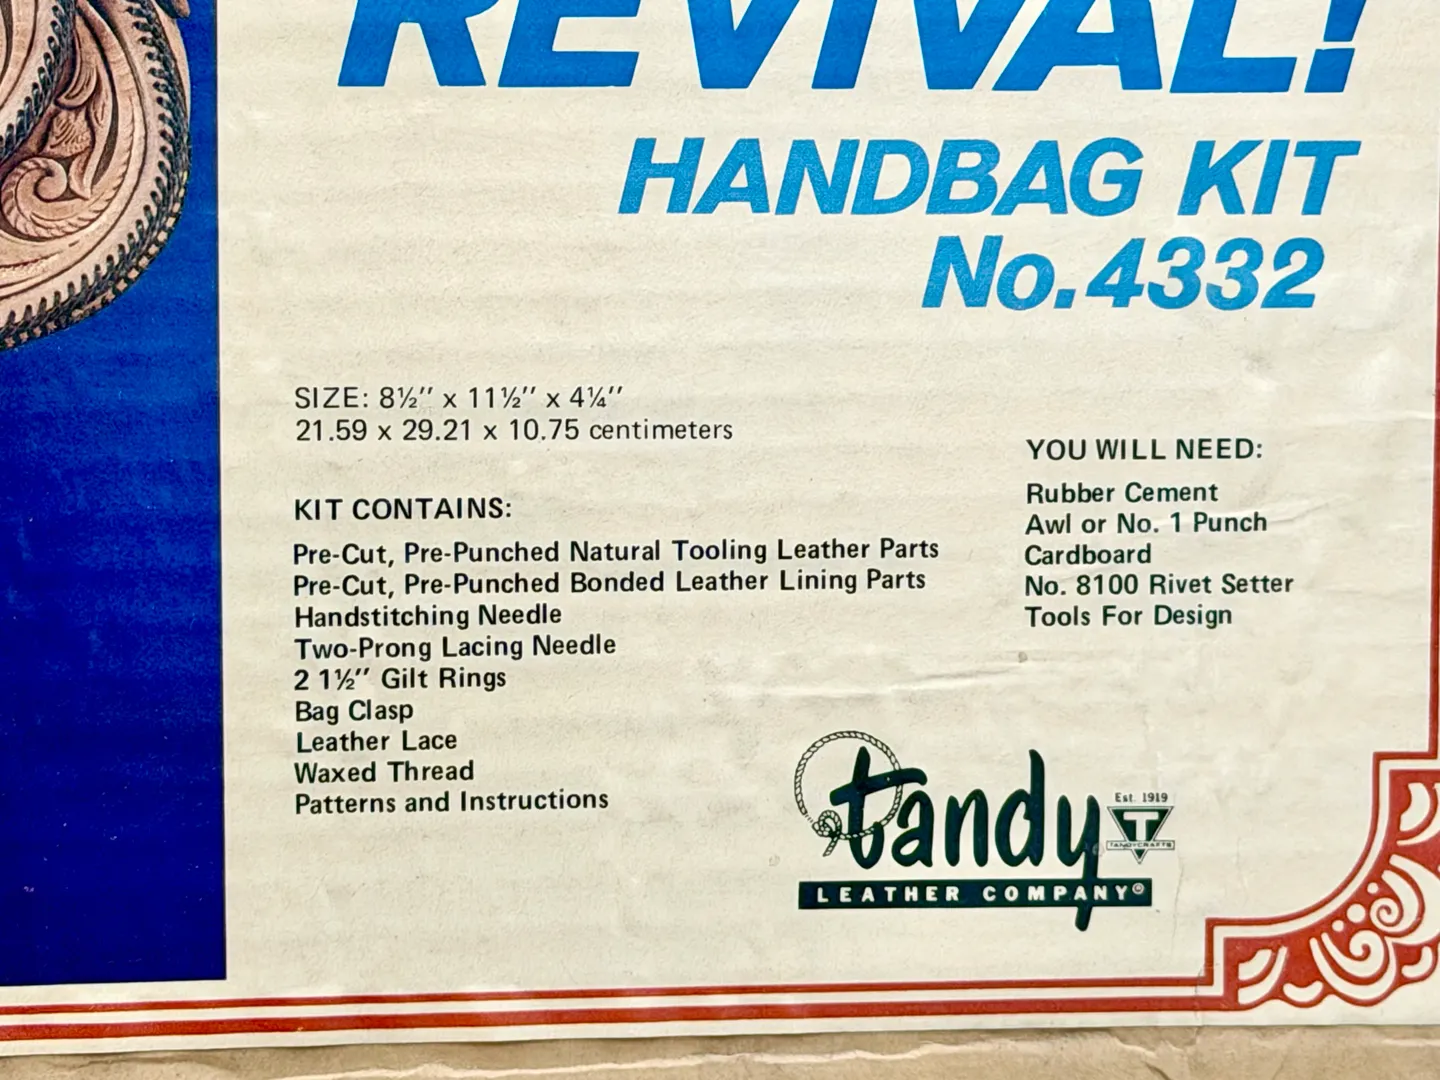 REVIVAL!
HANDBAG KIT
No. 4332
SIZE: 8½" x 11½" x 4¼"
21.59 x 29.21 x 10.75 centimeters
KIT CONTAINS:
Pre-Cut, Pre-Punched Natural Tooling Leather Parts
Pre-Cut, Pre-Punched Bonded Leather Lining Parts
Handstitching Needle
Two-Prong Lacing Needle
2 1½" Gilt Rings
Bag Clasp
Leather Lace
Waxed Thread
Patterns and Instructions
YOU WILL NEED:
Rubber Cement
Awl or No. 1 Punch
Cardboard
No. 8100 Rivet Setter
Tools For Design
tandy
Est. 1919
T
TANDYCRAFTS
LEATHER COMPANY®